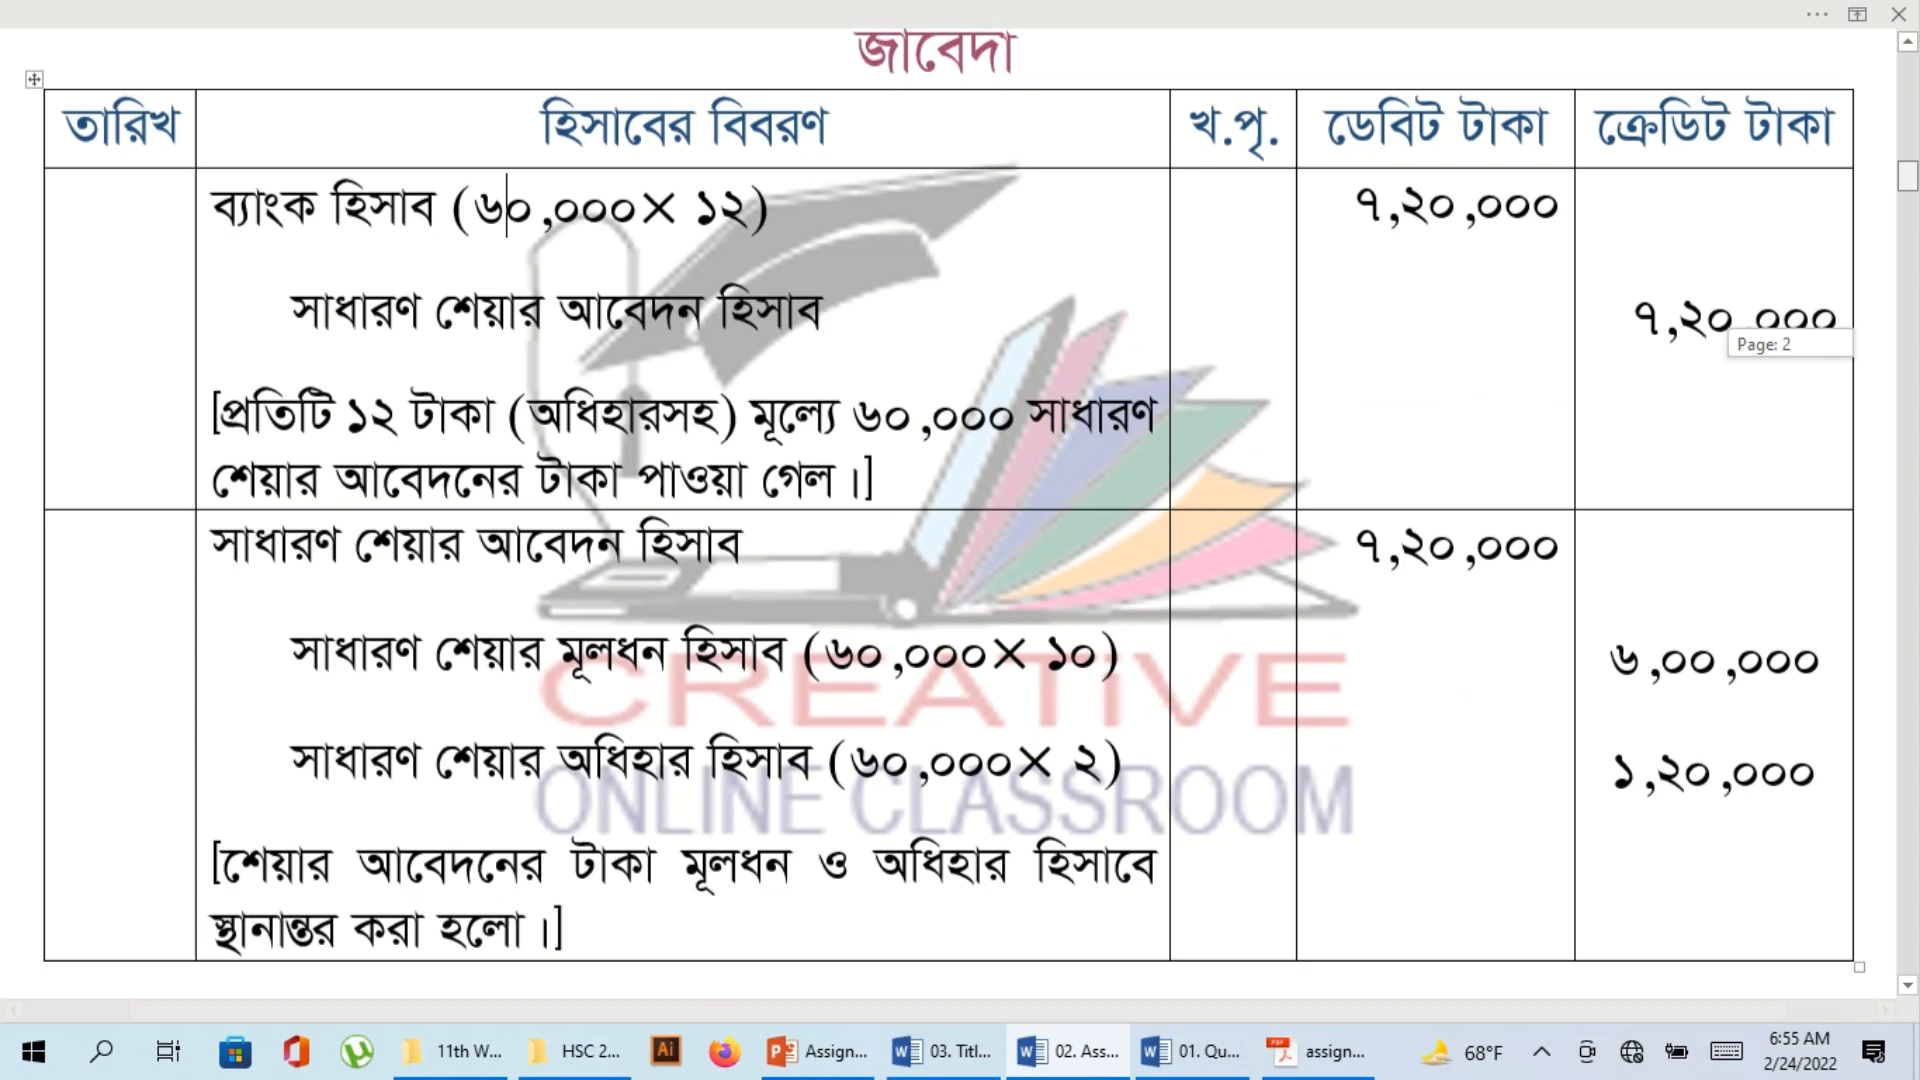 জাবেদা
তারিখ হিসাবের বিবরণ খ.পৃ. ডেবিট টাকা ক্রেডিট টাকা
ব্যাংক হিসাব (৬০,০০০× ১২) ৭,২০,০০০
সাধারণ শেয়ার আবেদন হিসাব ৭,২০,০০০
Page: 2
[প্রতিটি ১২ টাকা (অধিহারসহ) মূল্যে ৬০,০০০ সাধারণ
শেয়ার আবেদনের টাকা পাওয়া গেল।]
সাধারণ শেয়ার আবেদন হিসাব ৭,২০,০০০
সাধারণ শেয়ার মূলধন হিসাব (৬০,০০০× ১০) ৬,০০,০০০
CREATiVE
সাধারণ শেয়ার অধিহার হিসাব (৬০,০০০× ২) ১,২০,০০০
ONLINE CLASSROOM
[শেয়ার আবেদনের টাকা মূলধন ও অধিহার হিসাবে
স্থানান্তর করা হলো।]
11th W... HSC 2... Ai Assign... 03. Titl... 02. Ass... 01. Qu... assign... 68°F 6:55 AM
2/24/2022